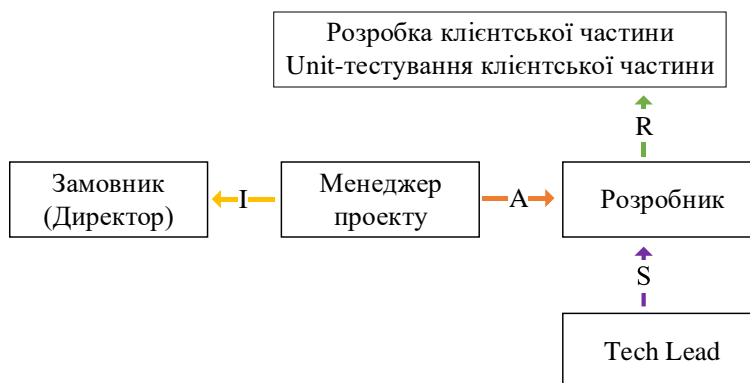 Розробка клієнтської частини
Unit-тестування клієнтської частини
R
Замовник
(Директор)
I
Менеджер
проекту
A
Розробник
S
Tech Lead